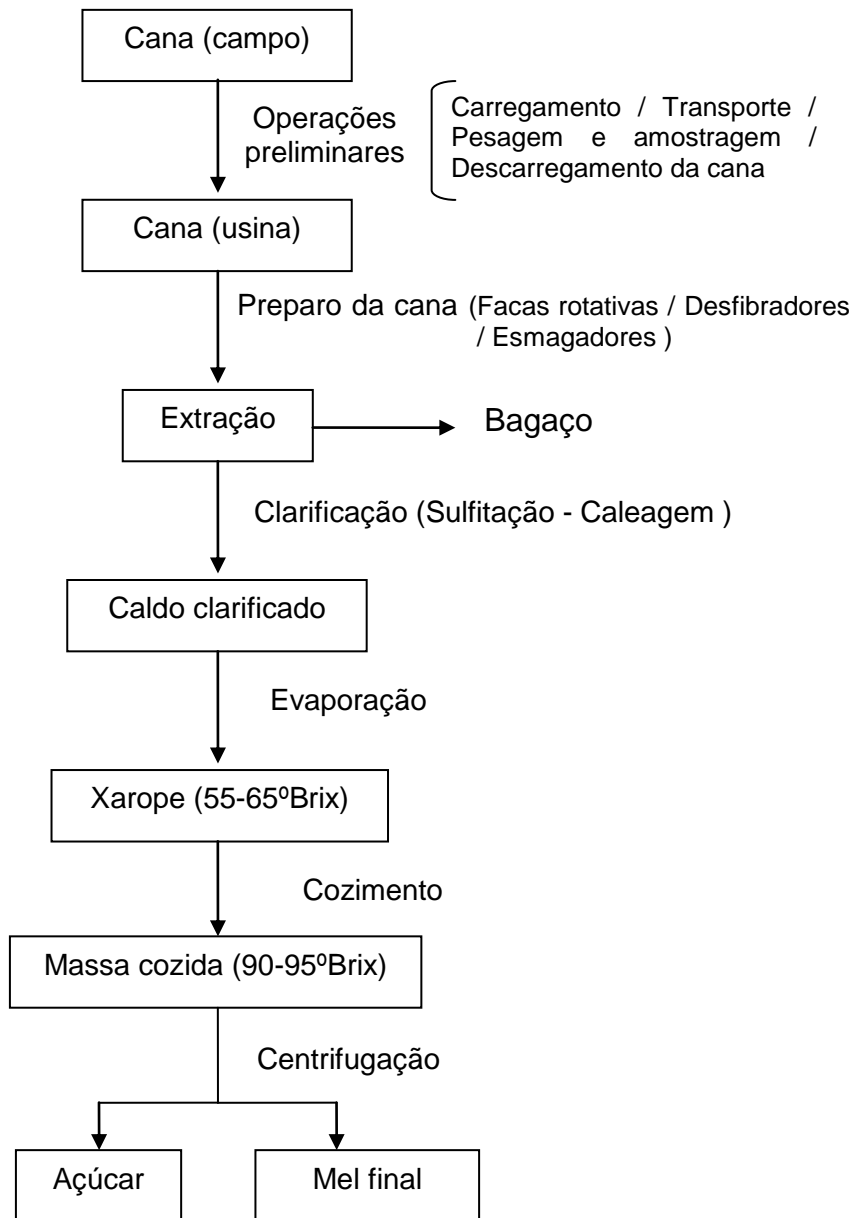 Cana (campo)
Operações
preliminares
Carregamento / Transporte /
Pesagem e amostragem /
Descarregamento da cana
Cana (usina)
Preparo da cana (Facas rotativas / Desfibradores
/ Esmagadores )
Extração
Bagaço
Clarificação (Sulfitação - Caleagem )
Caldo clarificado
Evaporação
Xarope (55-65ºBrix)
Cozimento
Massa cozida (90-95ºBrix)
Centrifugação
Açúcar
Mel final